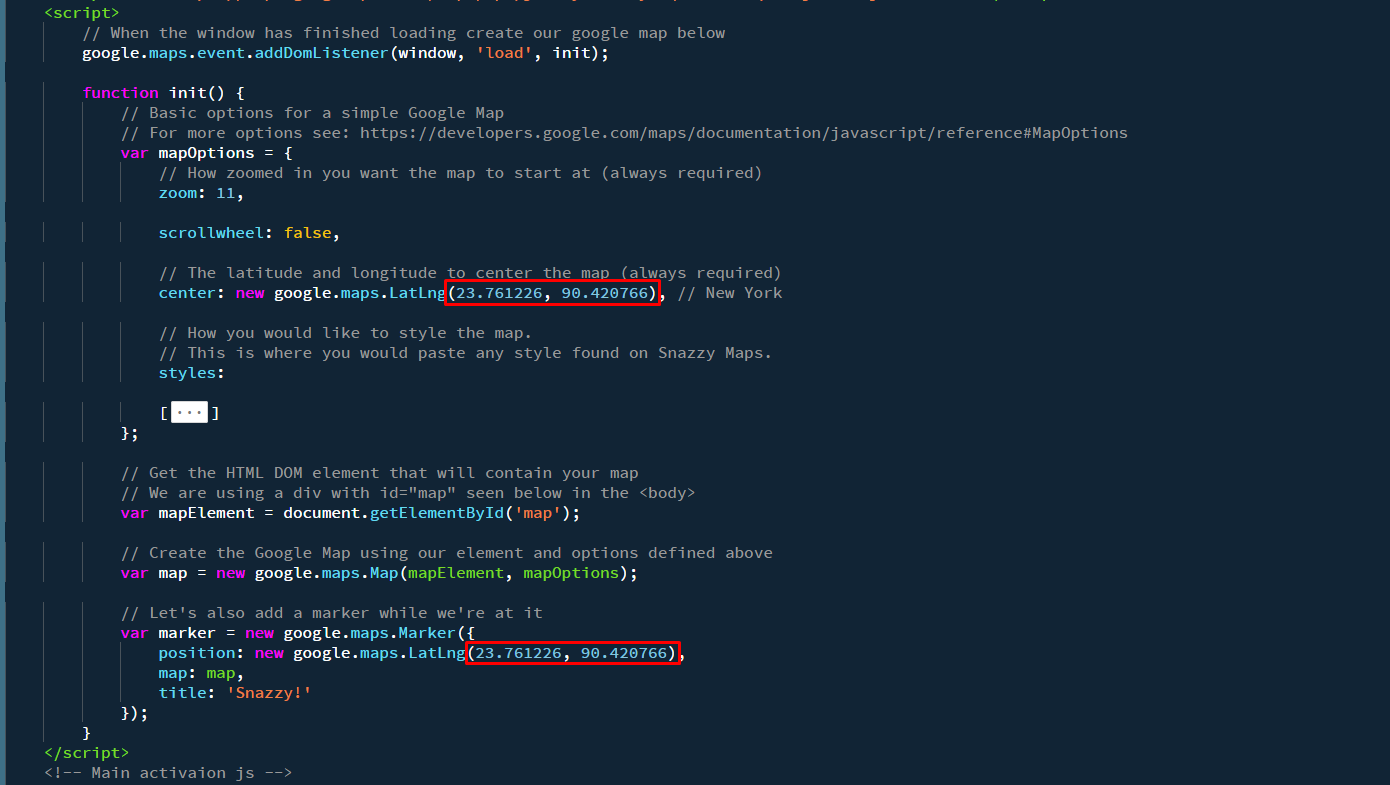 <script>
// When the window has finished loading create our google map below
google.maps.event.addDomListener(window, 'load', init);
function init() {
// Basic options for a simple Google Map
// For more options see: https://developers.google.com/maps/documentation/javascript/reference#MapOptions
var mapOptions = {
// How zoomed in you want the map to start at (always required)
zoom: 11,
scrollwheel: false,
// The latitude and longitude to center the map (always required)
center: new google.maps.LatLng(23.761226, 90.420766), // New York
// How you would like to style the map.
// This is where you would paste any style found on Snazzy Maps.
styles:
[···]
};
// Get the HTML DOM element that will contain your map
// We are using a div with id="map" seen below in the <body>
var mapElement = document.getElementById('map');
// Create the Google Map using our element and options defined above
var map = new google.maps.Map(mapElement, mapOptions);
// Let's also add a marker while we're at it
var marker = new google.maps.Marker({
position: new google.maps.LatLng(23.761226, 90.420766),
map: map,
title: 'Snazzy!'
});
}
</script>
<!-- Main activaion js -->